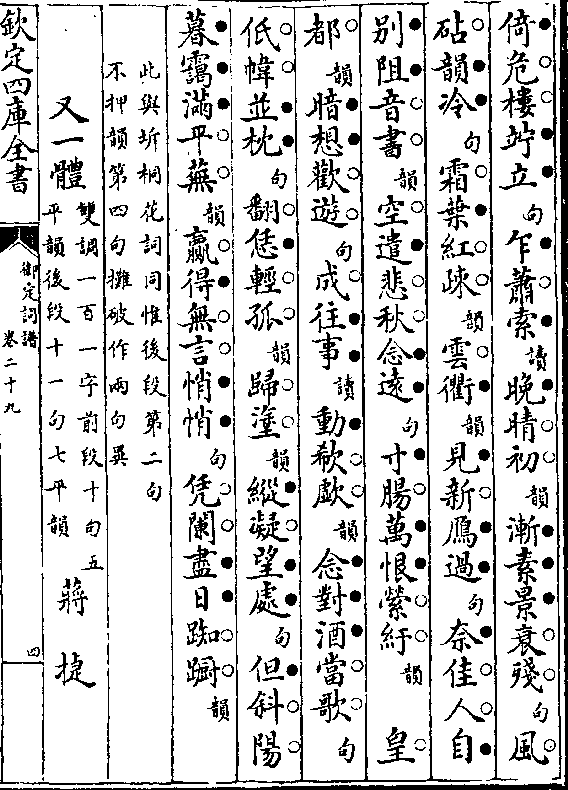 倚危樓竚立句乍蕭索讀晚晴初韻漸素景衰殘句風
砧韻冷句霜葉紅疎韻雲衢韻見新鴈過句奈佳人自
别阻音書韻空遣悲秋念遠句寸腸萬恨縈紆韻 皇
都韻暗想歡遊句成往事讀動欷歔韻念對酒當歌句
低幃並枕句翻恁輕孤韻歸塗韻縱凝望處句但斜陽
暮靄滿平蕪韻贏得無言悄悄句凭闌盡日踟蹰韻
此與坼桐花詞同惟後段第二句
不押韻第四句攤破作兩句異
又一體 雙調一百一字前段十句五
平韻後段十一句七平韻 蔣捷
欽定四庫全書
御定詞譜
卷二十九
四